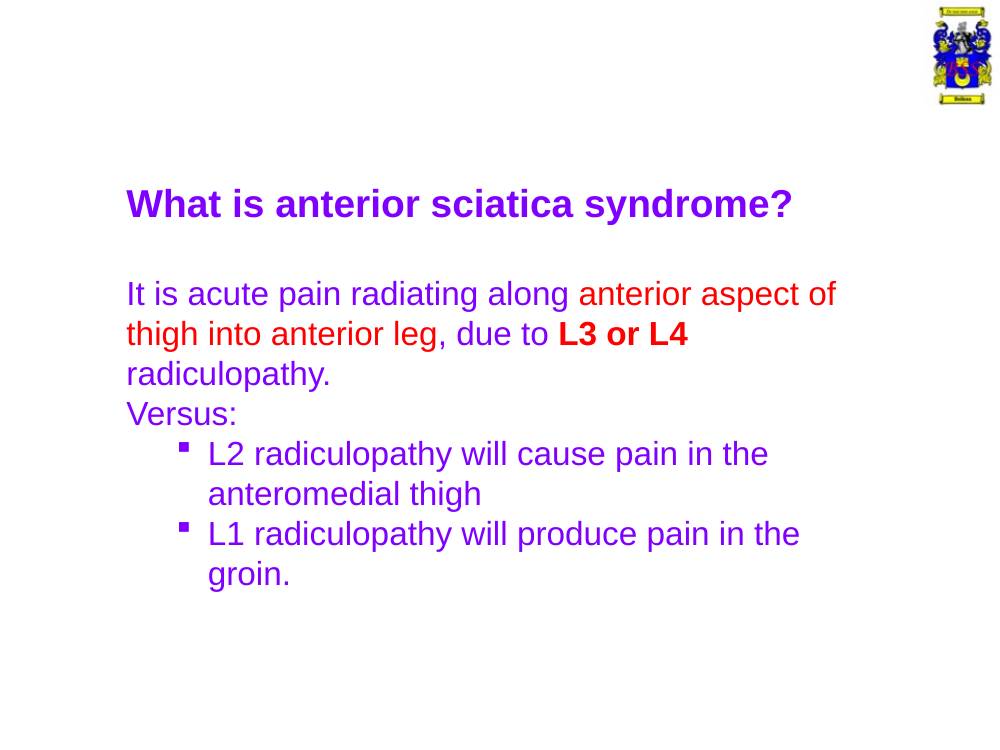 What is anterior sciatica syndrome?
It is acute pain radiating along anterior aspect of
thigh into anterior leg, due to L3 or L4
radiculopathy.
Versus:
▪ L2 radiculopathy will cause pain in the
anteromedial thigh
▪ L1 radiculopathy will produce pain in the
groin.